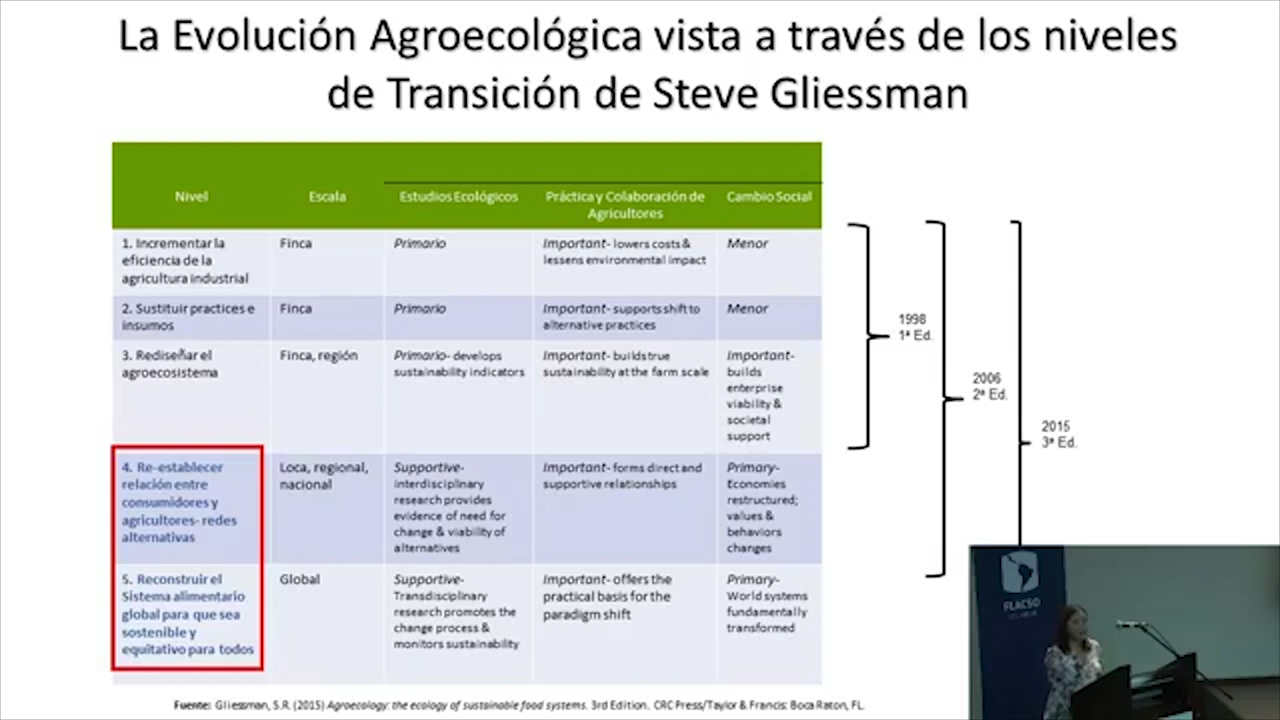 La Evolución Agroecológica vista a través de los niveles
de Transición de Steve Gliessman
Nivel
Escala
Estudios Ecológicos
Práctica y Colaboración de
Agricultores
Cambio Social
1. Incrementar la
eficiencia de la
agricultura industrial
Finca
Primario
Important- lowers costs &
lessens environmental impact
Menor
2. Sustituir practices e
insumos
Finca
Primario
Important- supports shift to
alternative practices
Menor
3. Rediseñar el
agroecosistema
Finca, región
Primario- develops
sustainability indicators
Important- builds true
sustainability at the farm scale
Important-
builds
enterprise
viability &
societal
support
4. Re-establecer
relación entre
consumidores y
agricultores- redes
alternativas
Loca, regional,
nacional
Supportive-
interdisciplinary
research provides
evidence of need for
change & viability of
alternatives
Important- forms direct and
supportive relationships
Primary-
Economies
restructured;
values &
behaviors
changes
5. Reconstruir el
Sistema alimentario
global para que sea
sostenible y
equitativo para todos
Global
Supportive-
Transdisciplinary
research promotes the
change process &
monitors sustainability
Important- offers the
practical basis for the
paradigm shift
Primary-
World systems
fundamentally
transformed
1998
1ª Ed.
2006
2ª Ed.
2015
3ª Ed.
FLACSO
Fuente: Gliessman, S.R. (2015) Agroecology: the ecology of sustainable food systems. 3rd Edition. CRC Press/Taylor & Francis: Boca Raton, FL.